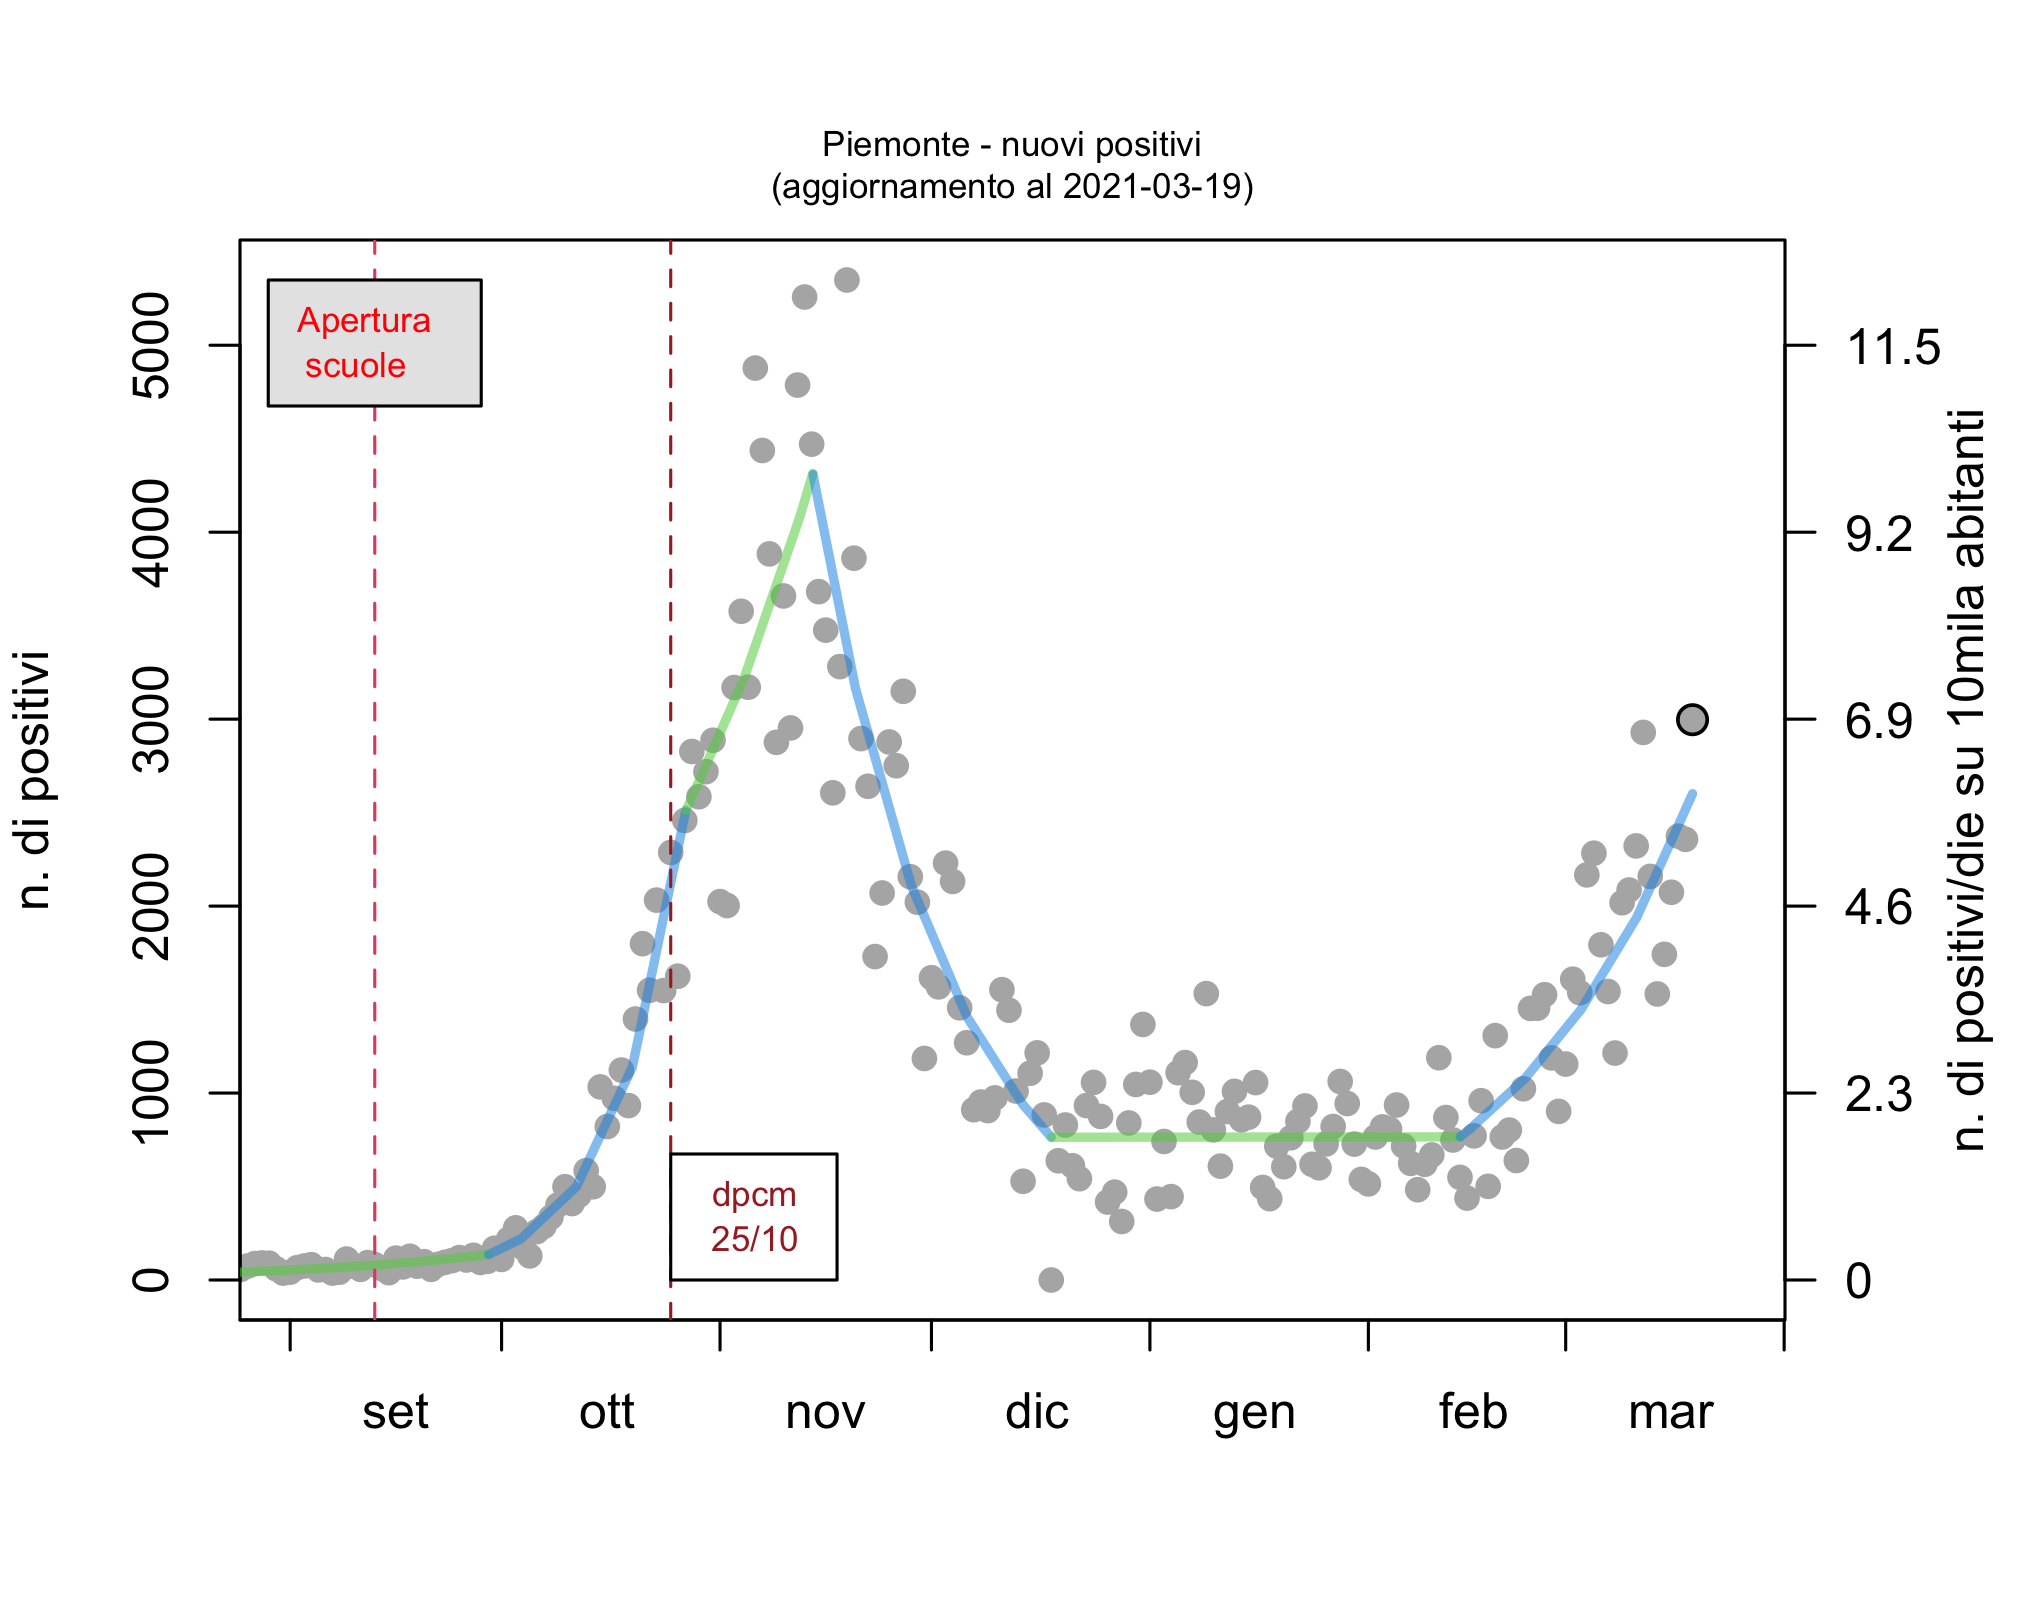 Piemonte - nuovi positivi
(aggiornamento al 2021-03-19)
Apertura
scuole
dpcm
25/10
n. di positivi
5000
4000
3000
2000
1000
0
11.5
9.2
6.9
4.6
2.3
0
n. di positivi/die su 10mila abitanti
set ott nov dic gen feb mar